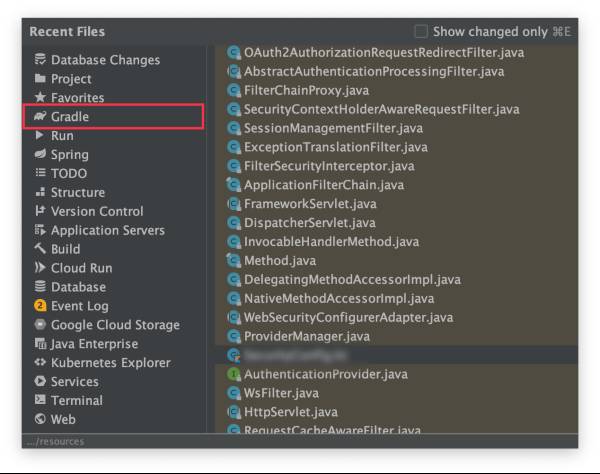 Recent Files
Show changed only ⌘E
Database Changes
Project
Favorites
Gradle
Run
Spring
TODO
Structure
Version Control
Application Servers
Build
Cloud Run
Database
2 Event Log
Google Cloud Storage
Java Enterprise
Kubernetes Explorer
Services
Terminal
Web
OAuth2AuthorizationRequestRedirectFilter.java
AbstractAuthenticationProcessingFilter.java
FilterChainProxy.java
SecurityContextHolderAwareRequestFilter.java
SessionManagementFilter.java
ExceptionTranslationFilter.java
FilterSecurityInterceptor.java
ApplicationFilterChain.java
FrameworkServlet.java
DispatcherServlet.java
InvocableHandlerMethod.java
Method.java
DelegatingMethodAccessorImpl.java
NativeMethodAccessorImpl.java
WebSecurityConfigurerAdapter.java
ProviderManager.java
AuthenticationProvider.java
WsFilter.java
HttpServlet.java
RequestCacheAwareFilter.java
.../resources